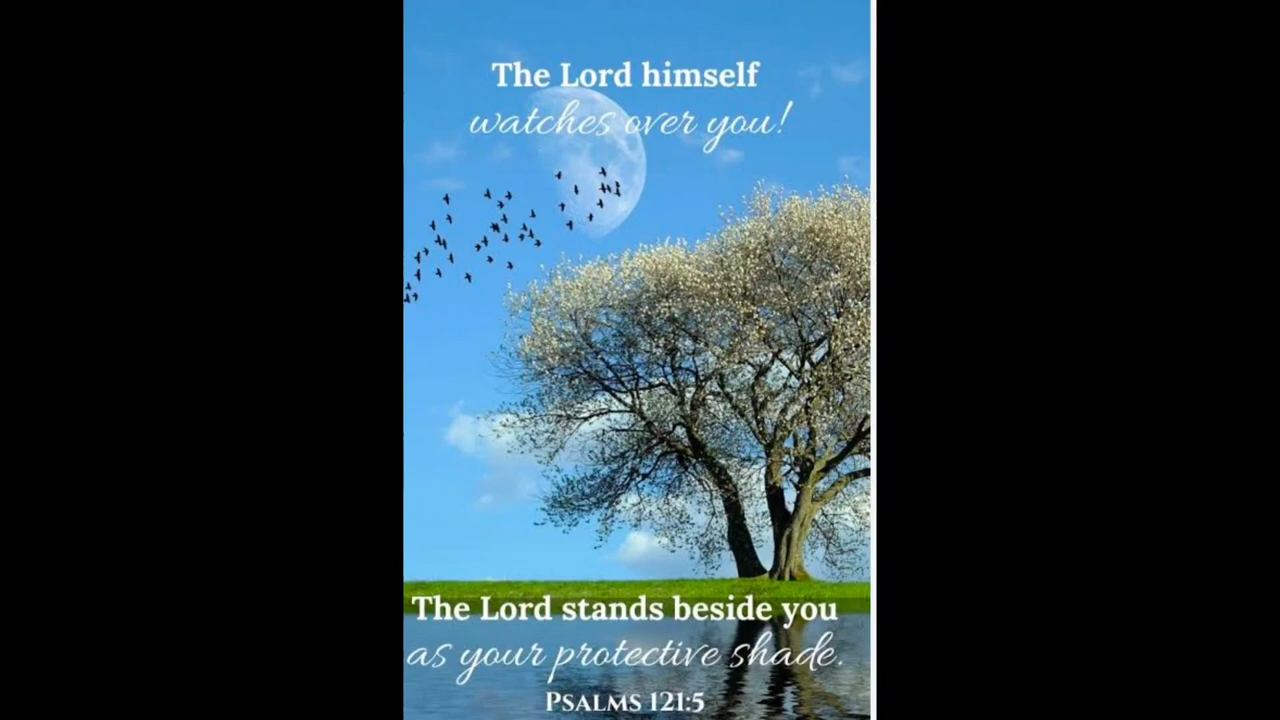 The Lord himself
watches over you!
The Lord stands beside you
as your protective shade.
PSALMS 121:5